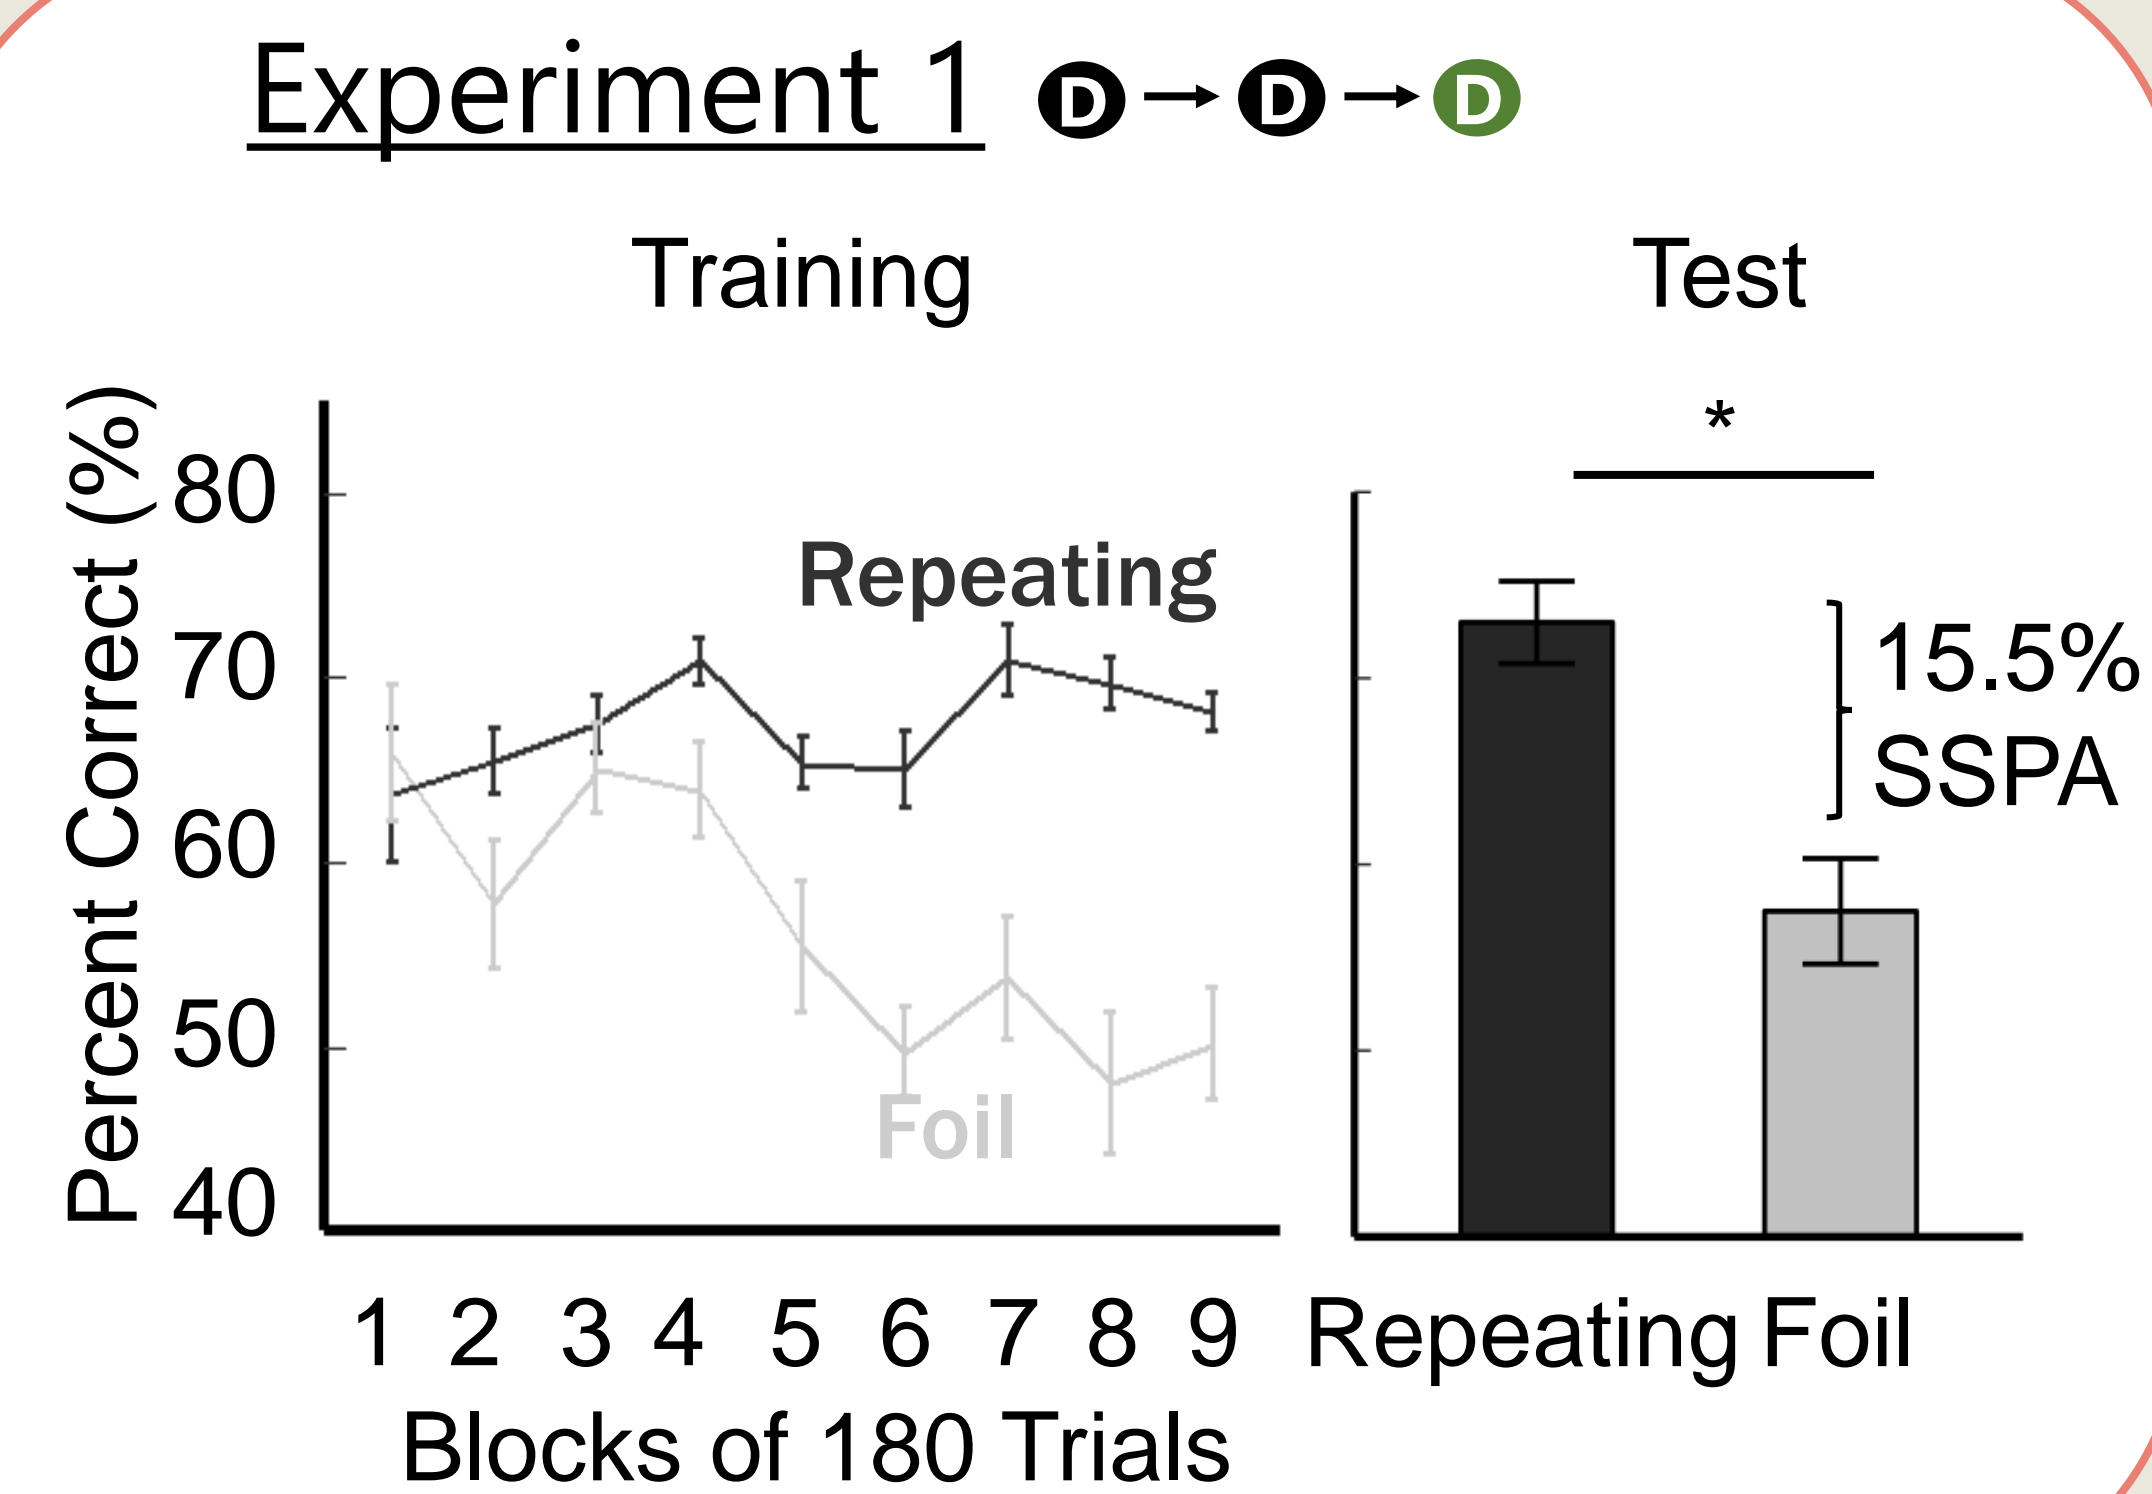 Experiment 1 D → D → D
Training
Test
Percent Correct (%)
80
70
60
50
40
Repeating
Foil
1 2 3 4 5 6 7 8 9
Blocks of 180 Trials
*
15.5%
SSPA
Repeating Foil